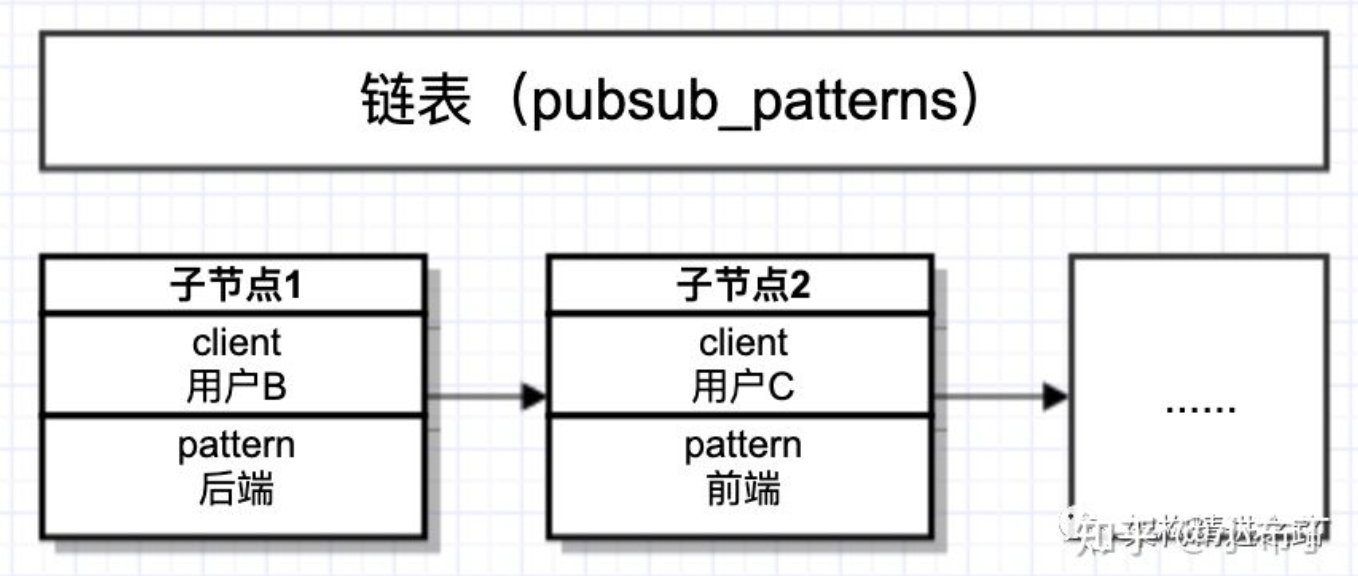 链表（pubsub_patterns）
子节点1
client
用户B
pattern
后端
子节点2
client
用户C
pattern
前端
......
知乎